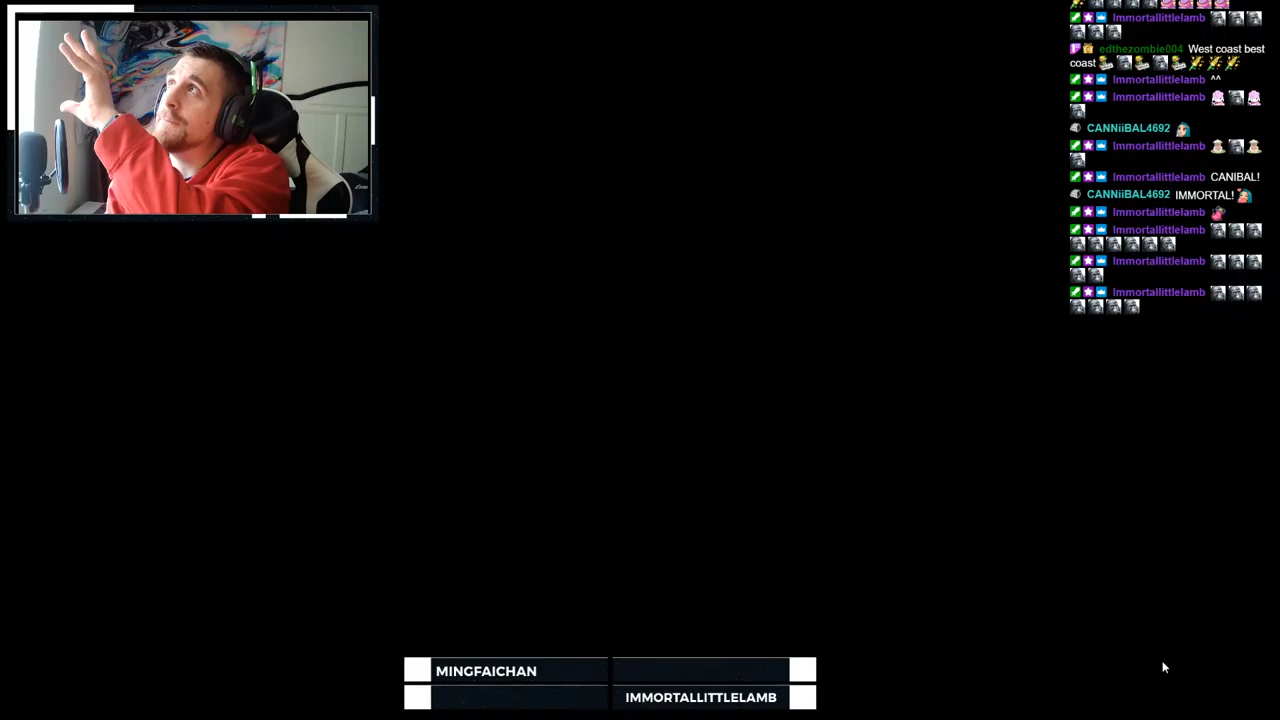 Immortallittlelamb
edthezombie004 West coast best
coast
Immortallittlelamb ^^
Immortallittlelamb
CANNiiBAL4692
Immortallittlelamb
Immortallittlelamb CANIBAL!
CANNiiBAL4692 IMMORTAL!
Immortallittlelamb
Immortallittlelamb
Immortallittlelamb
Immortallittlelamb
MINGFAICHAN
IMMORTALLITTLELAMB